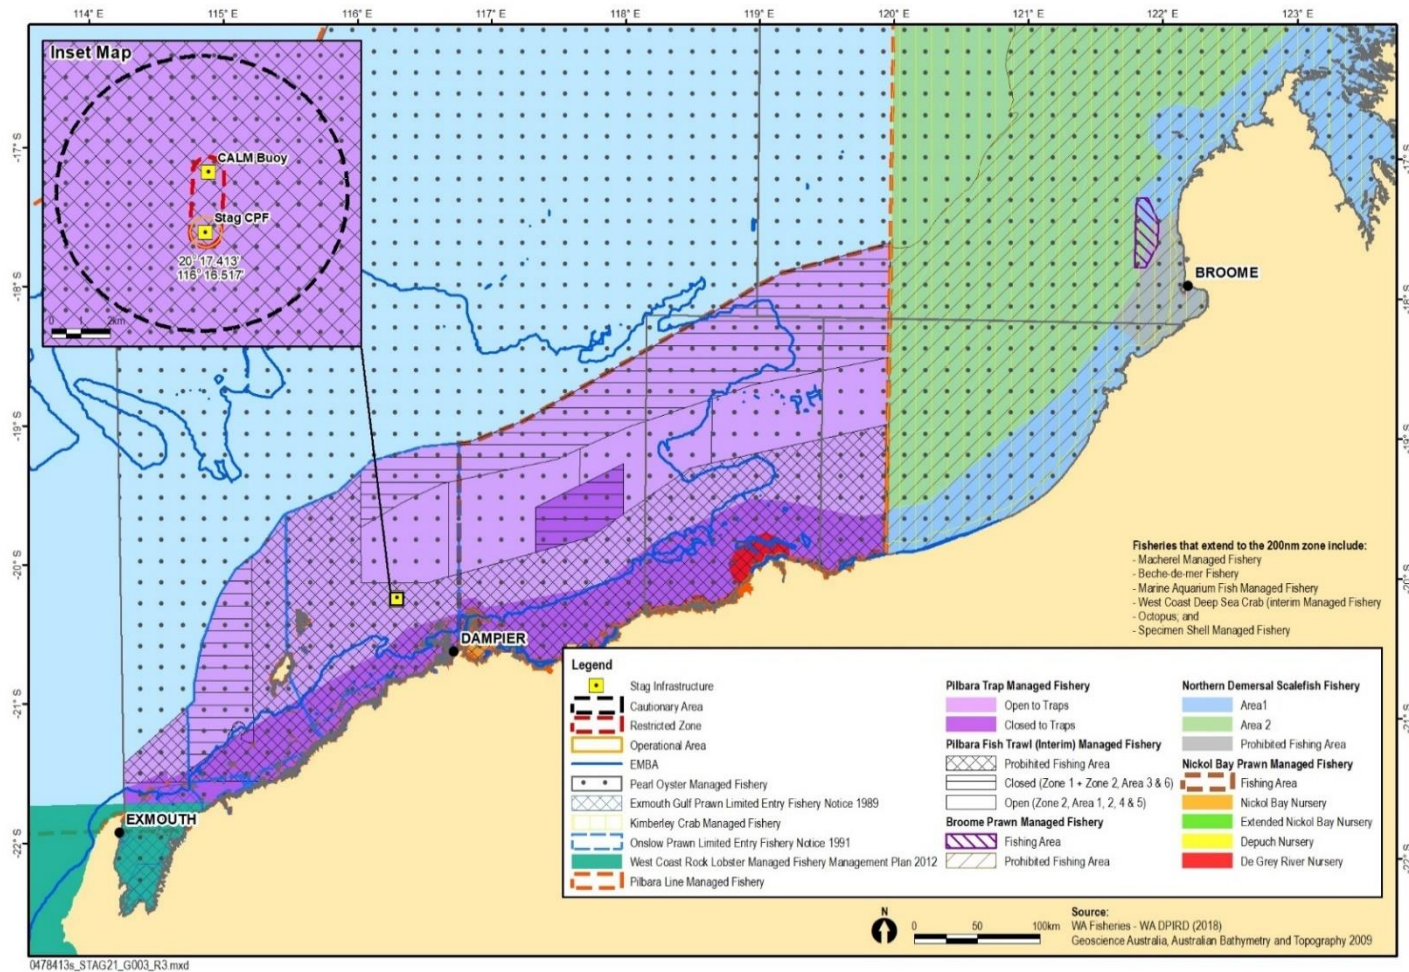 114° E
115° E
116° E
117° E
118° E
119° E
120° E
121° E
122° E
123° E
Inset Map
CALM Buoy
Stag CPF
20° 17.413'
116° 16.517'
0 1 2km
-17° S
-18° S
-19° S
-20° S
-21° S
-22° S
-17° S
-18° S
-19° S
-20° S
-21° S
-22° S
BROOME
DAMPIER
EXMOUTH
Fisheries that extend to the 200nm zone include:
- Macherel Managed Fishery
- Beche-de-mer Fishery
- Marine Aquarium Fish Managed Fishery
- West Coast Deep Sea Crab (interim Managed Fishery
- Octopus; and
- Specimen Shell Managed Fishery
Legend
Stag Infrastructure
Cautionary Area
Restricted Zone
Operational Area
EMBA
Pearl Oyster Managed Fishery
Exmouth Gulf Prawn Limited Entry Fishery Notice 1989
Kimberley Crab Managed Fishery
Onslow Prawn Limited Entry Fishery Notice 1991
West Coast Rock Lobster Managed Fishery Management Plan 2012
Pilbara Line Managed Fishery
Pilbara Trap Managed Fishery
Open to Traps
Closed to Traps
Pilbara Fish Trawl (Interim) Managed Fishery
Probihited Fishing Area
Closed (Zone 1 + Zone 2, Area 3 & 6)
Open (Zone 2, Area 1, 2, 4 & 5)
Broome Prawn Managed Fishery
Fishing Area
Prohibited Fishing Area
Northern Demersal Scalefish Fishery
Area1
Area 2
Prohibited Fishing Area
Nickol Bay Prawn Managed Fishery
Fishing Area
Nickol Bay Nursery
Extended Nickol Bay Nursery
Depuch Nursery
De Grey River Nursery
N
0 50 100km
Source:
WA Fisheries - WA DPIRD (2018)
Geoscience Australia, Australian Bathymetry and Topography 2009
0478413s_STAG21_G003_R3.mxd